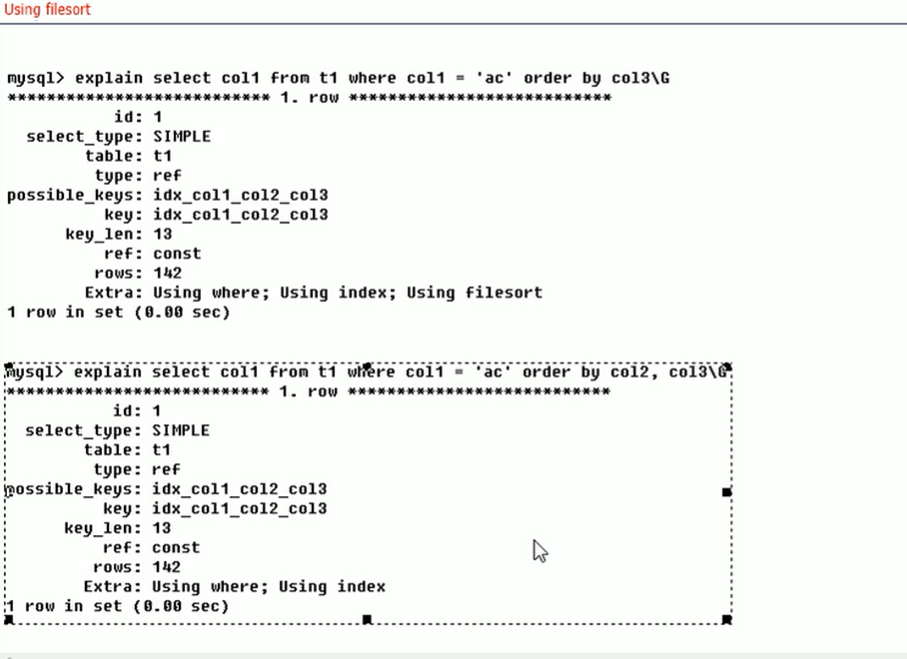 Using filesort
mysql> explain select col1 from t1 where col1 = 'ac' order by col3\G
*************************** 1. row ***************************
id: 1
select_type: SIMPLE
table: t1
type: ref
possible_keys: idx_col1_col2_col3
key: idx_col1_col2_col3
key_len: 13
ref: const
rows: 142
Extra: Using where; Using index; Using filesort
1 row in set (0.00 sec)
mysql> explain select col1 from t1 where col1 = 'ac' order by col2, col3\G
*************************** 1. row ***************************
id: 1
select_type: SIMPLE
table: t1
type: ref
possible_keys: idx_col1_col2_col3
key: idx_col1_col2_col3
key_len: 13
ref: const
rows: 142
Extra: Using where; Using index
1 row in set (0.00 sec)